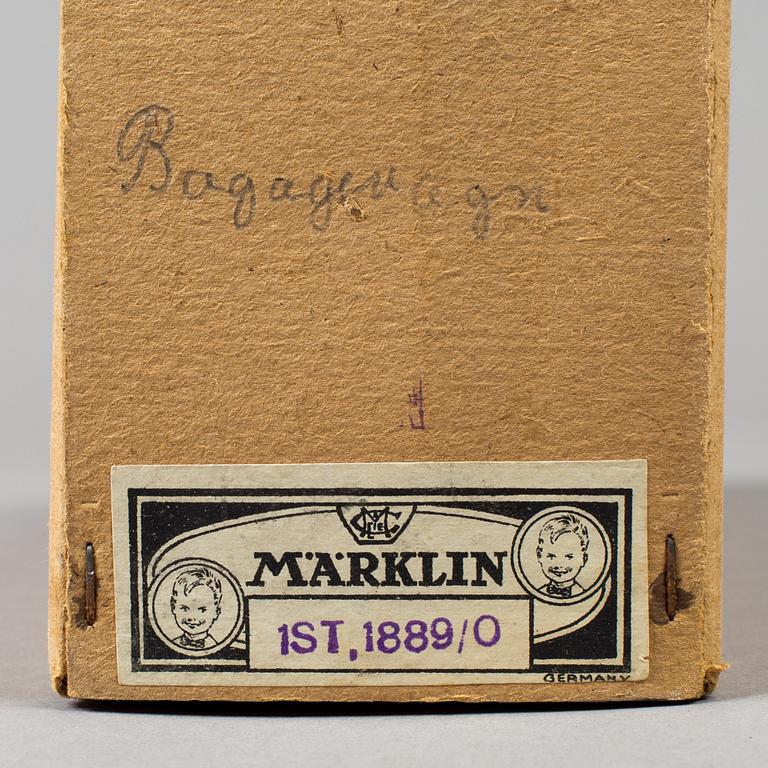 Bagagevagn
MÄRKLIN
1ST, 1889/0
GERMANY